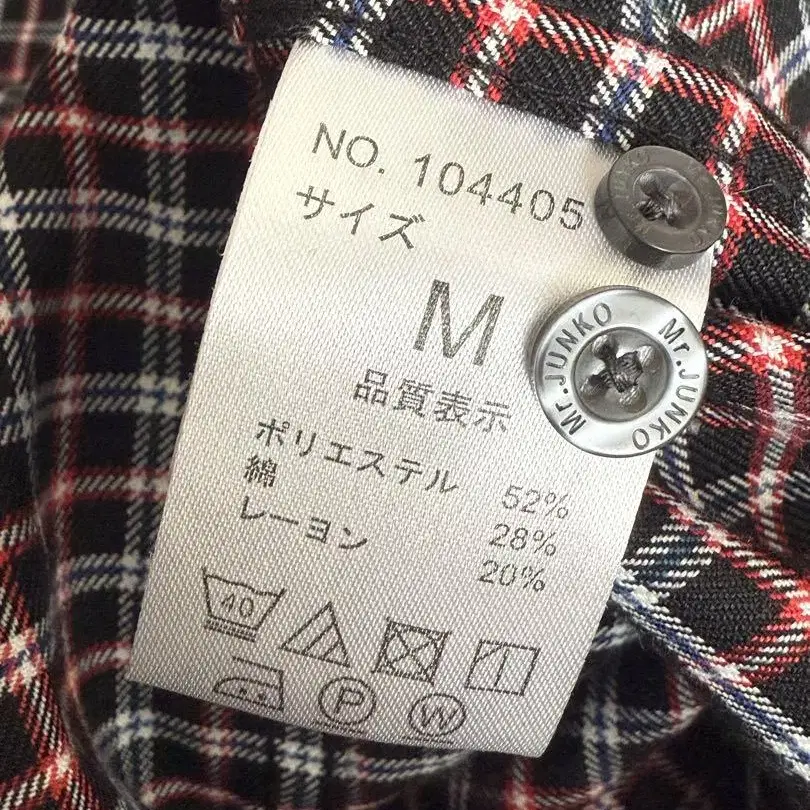 NO. 104405
サイズ
M
品質表示
ポリエステル 52%
綿 28%
レーヨン 20%
40
P
W
Mr.JUNKO Mr.JUNKO